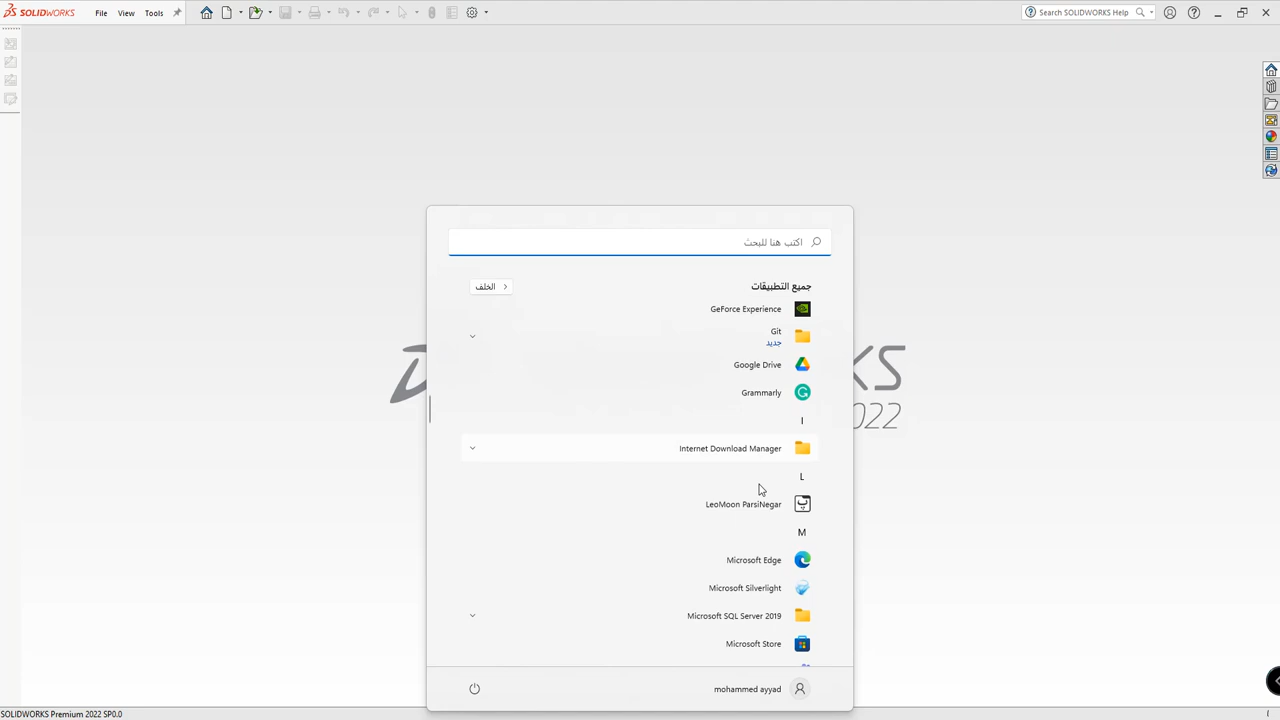 SOLIDWORKS
File
View
Tools
Search SOLIDWORKS Help
اكتب هنا للبحث
جميع التطبيقات
الخلف
GeForce Experience
Git
جديد
Google Drive
Grammarly
I
Internet Download Manager
L
LeoMoon ParsiNegar
M
Microsoft Edge
Microsoft Silverlight
Microsoft SQL Server 2019
Microsoft Store
mohammed ayyad
KS
2022
SOLIDWORKS Premium 2022 SP0.0